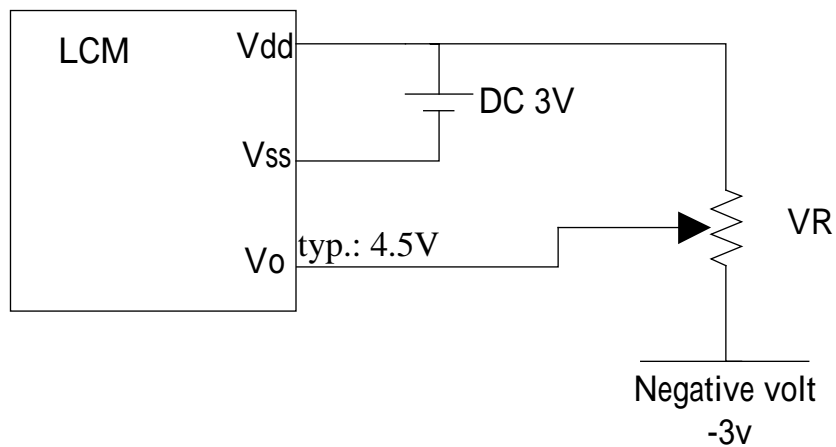 LCM
Vdd
DC 3V
Vss
VR
typ.: 4.5V
Vo
Negative volt
-3v